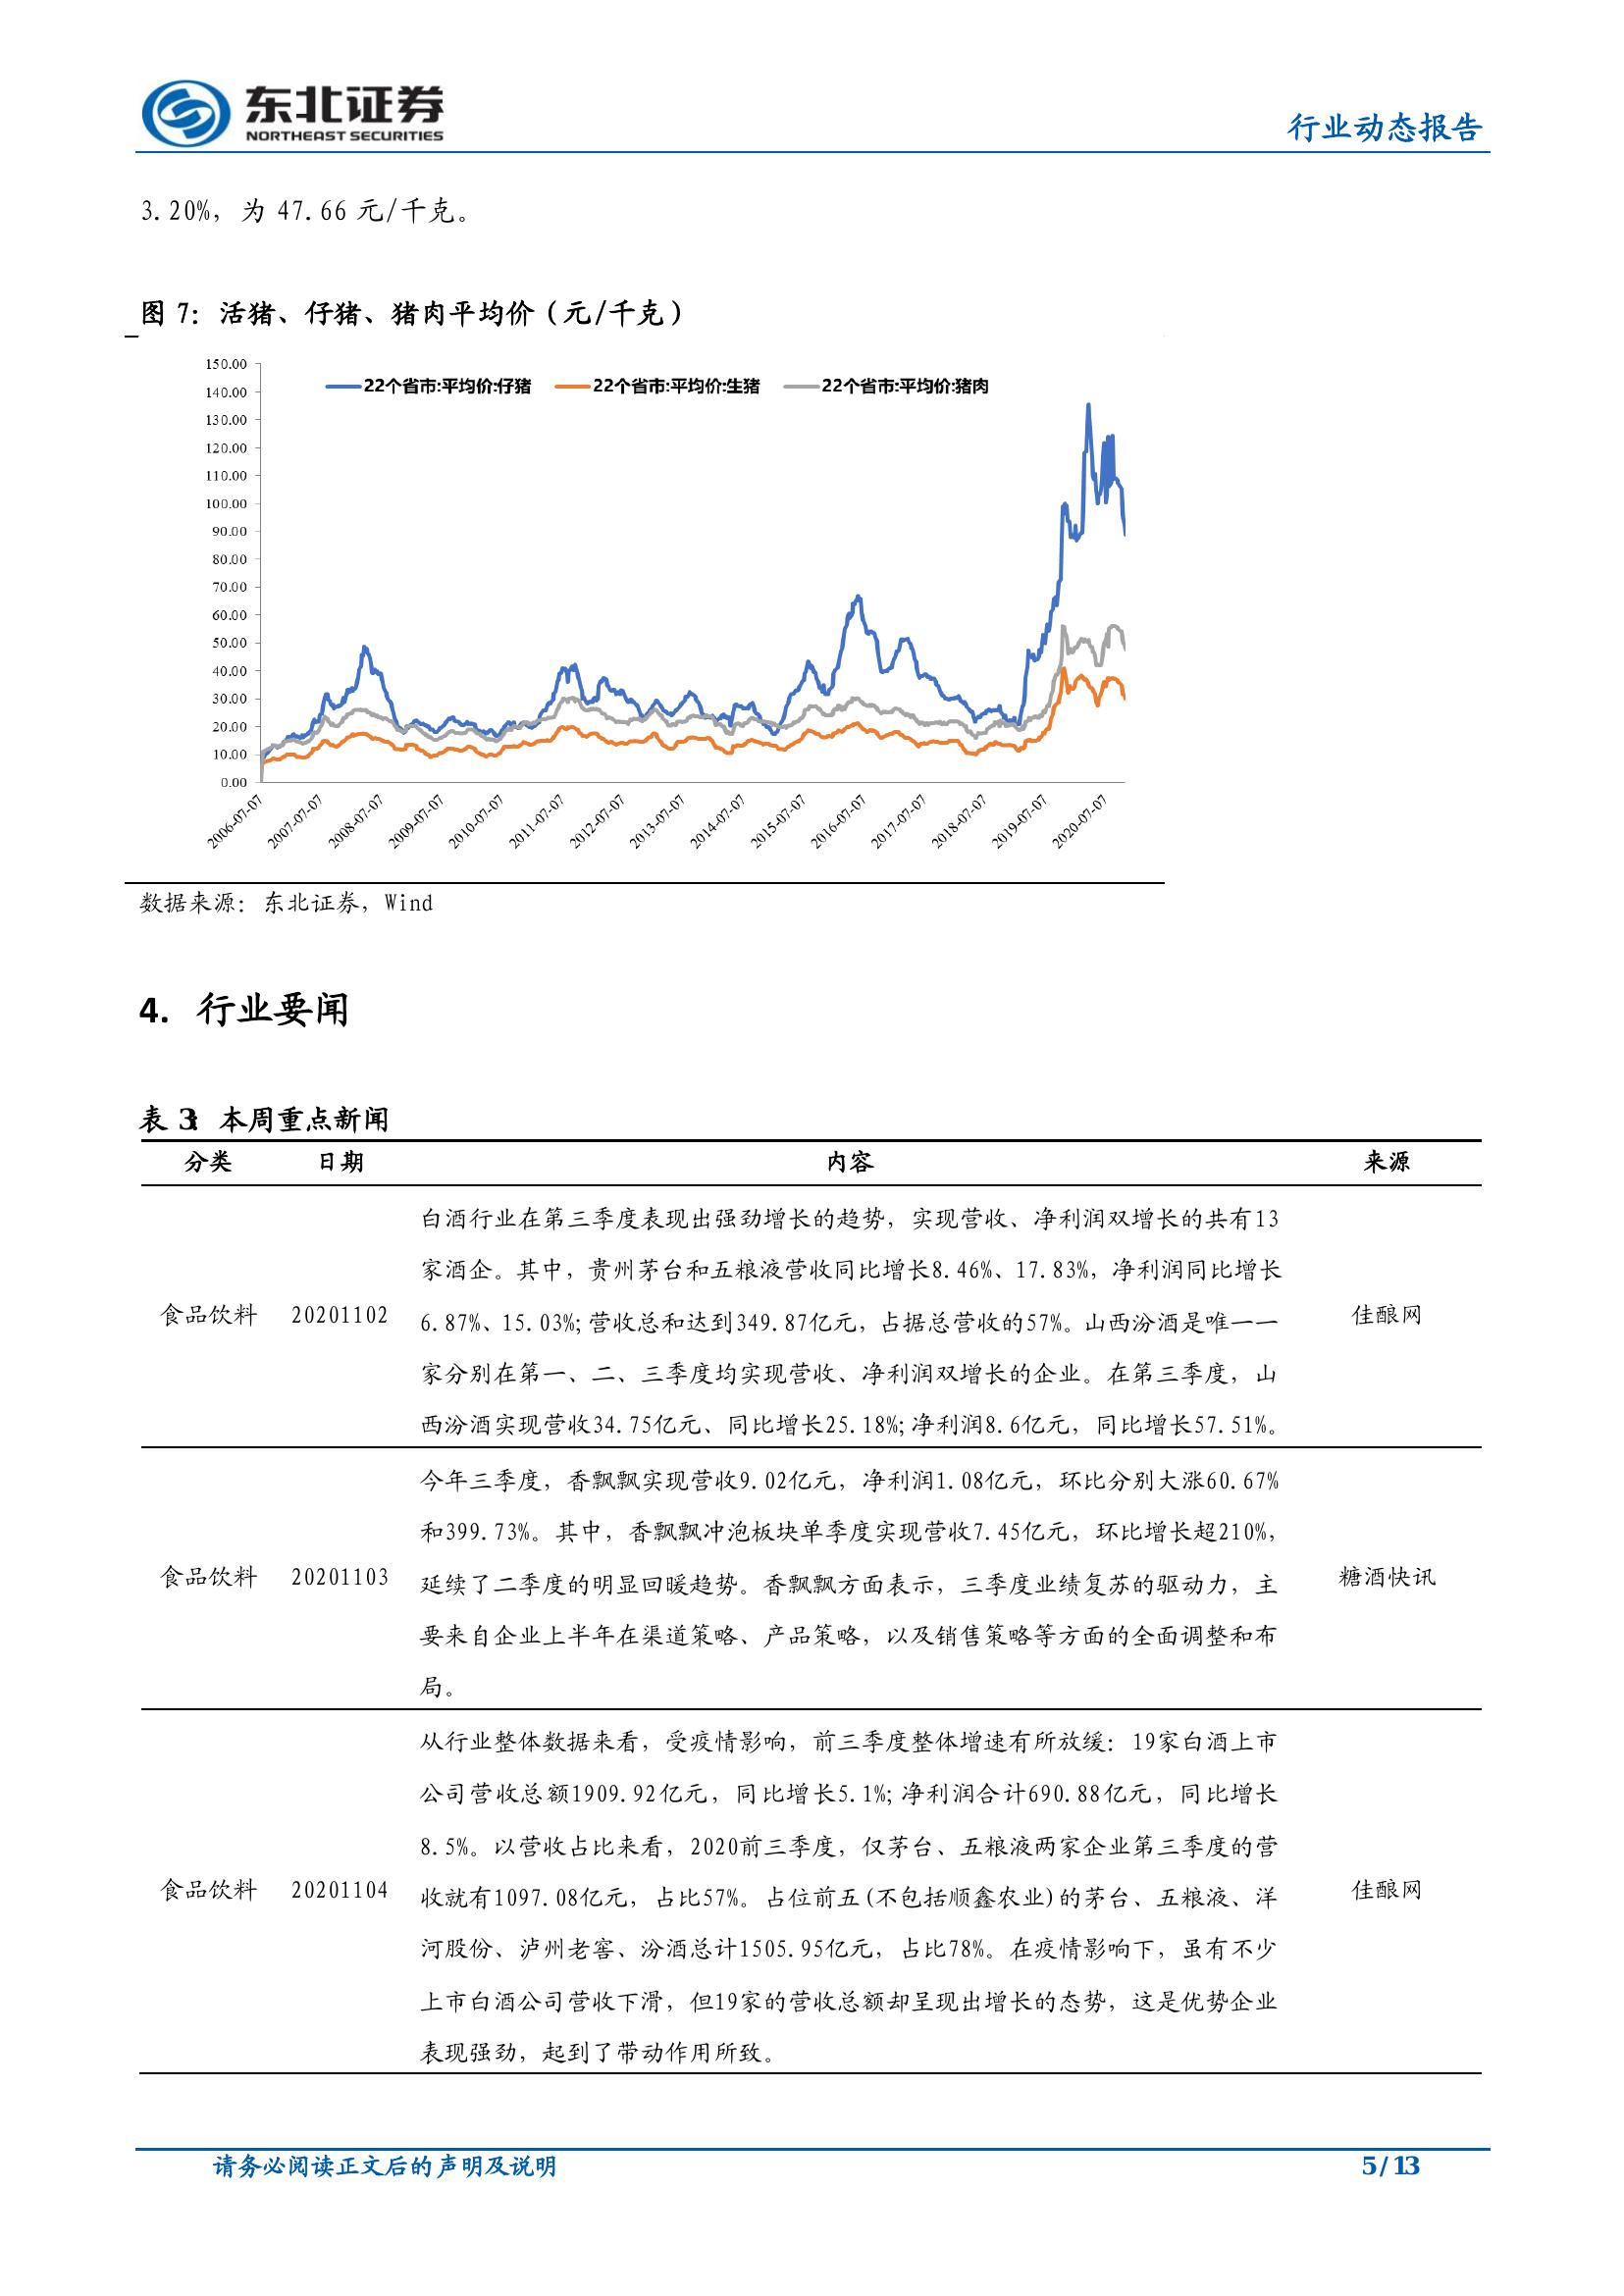 东北证券
NORTHEAST SECURITIES
行业动态报告
3.20%，为 47.66 元/千克。
图 7：活猪、仔猪、猪肉平均价（元/千克）
150.00
140.00
130.00
120.00
110.00
100.00
90.00
80.00
70.00
60.00
50.00
40.00
30.00
20.00
10.00
0.00
22个省市:平均价:仔猪 22个省市:平均价:生猪 22个省市:平均价:猪肉
2006-07-07 2007-07-07 2008-07-07 2009-07-07 2010-07-07 2011-07-07 2012-07-07 2013-07-07 2014-07-07 2015-07-07 2016-07-07 2017-07-07 2018-07-07 2019-07-07 2020-07-07
数据来源：东北证券，Wind
4. 行业要闻
表 3：本周重点新闻
分类 日期 内容 来源
白酒行业在第三季度表现出强劲增长的趋势，实现营收、净利润双增长的共有13
家酒企。其中，贵州茅台和五粮液营收同比增长8.46%、17.83%，净利润同比增长
食品饮料 20201102 6.87%、15.03%;营收总和达到349.87亿元，占据总营收的57%。山西汾酒是唯一一 佳酿网
家分别在第一、二、三季度均实现营收、净利润双增长的企业。在第三季度，山
西汾酒实现营收34.75亿元、同比增长25.18%;净利润8.6亿元，同比增长57.51%。
今年三季度，香飘飘实现营收9.02亿元，净利润1.08亿元，环比分别大涨60.67%
和399.73%。其中，香飘飘冲泡板块单季度实现营收7.45亿元，环比增长超210%，
食品饮料 20201103 延续了二季度的明显回暖趋势。香飘飘方面表示，三季度业绩复苏的驱动力，主 糖酒快讯
要来自企业上半年在渠道策略、产品策略，以及销售策略等方面的全面调整和布
局。
从行业整体数据来看，受疫情影响，前三季度整体增速有所放缓：19家白酒上市
公司营收总额1909.92亿元，同比增长5.1%;净利润合计690.88亿元，同比增长
8.5%。以营收占比来看，2020前三季度，仅茅台、五粮液两家企业第三季度的营
食品饮料 20201104 收就有1097.08亿元，占比57%。占位前五(不包括顺鑫农业)的茅台、五粮液、洋 佳酿网
河股份、泸州老窖、汾酒总计1505.95亿元，占比78%。在疫情影响下，虽有不少
上市白酒公司营收下滑，但19家的营收总额却呈现出增长的态势，这是优势企业
表现强劲，起到了带动作用所致。
请务必阅读正文后的声明及说明 5/13